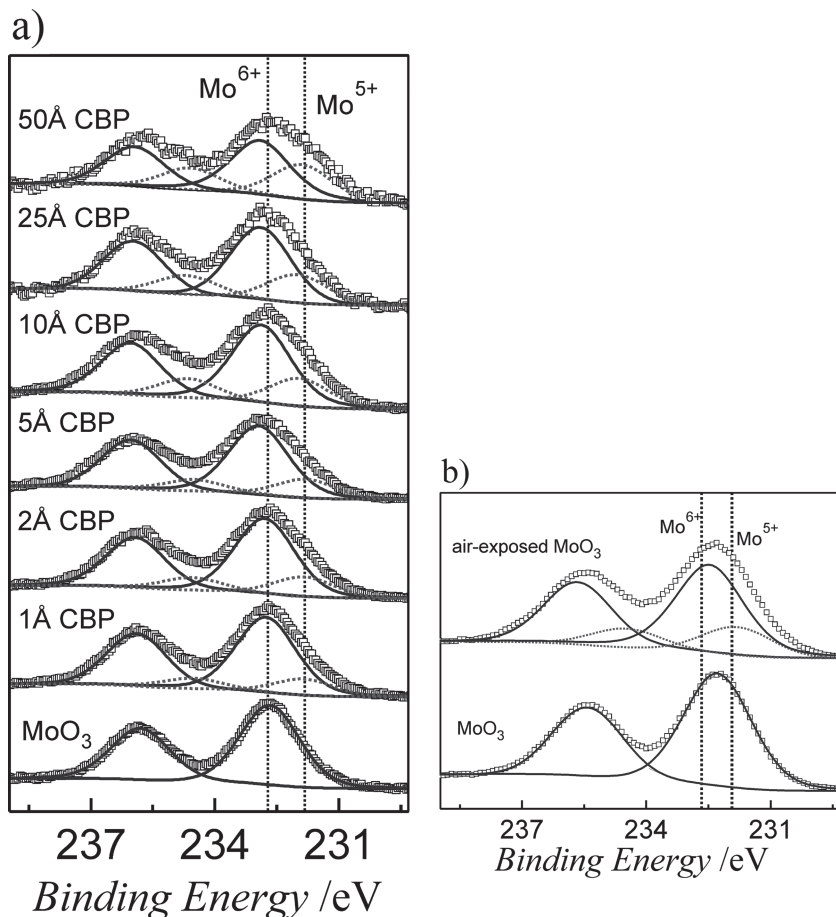 a)
Mo6+
Mo5+
50Å CBP
25Å CBP
10Å CBP
5Å CBP
2Å CBP
1Å CBP
MoO3
237 234 231
Binding Energy /eV
b)
Mo6+
Mo5+
air-exposed MoO3
MoO3
237 234 231
Binding Energy /eV